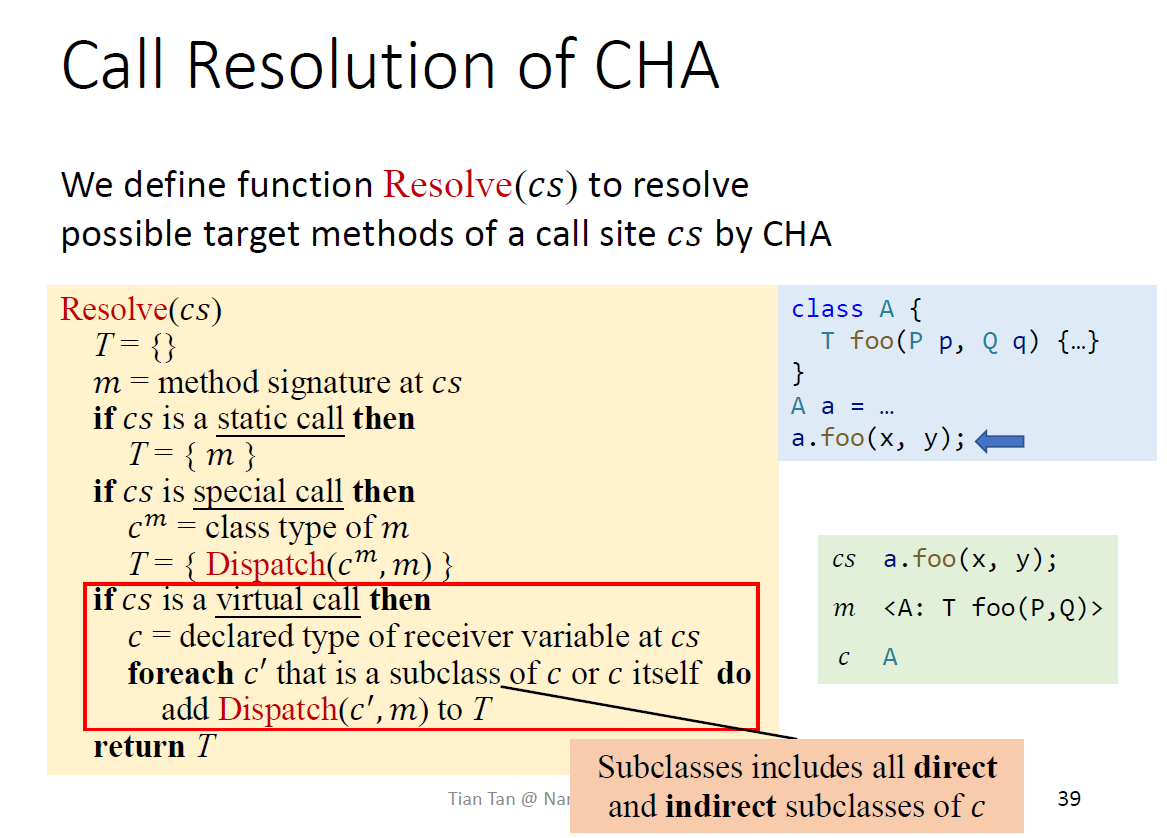 Call Resolution of CHA
We define function Resolve(cs) to resolve
possible target methods of a call site cs by CHA
Resolve(cs)
T = {}
m = method signature at cs
if cs is a static call then
T = { m }
if cs is special call then
cᵐ = class type of m
T = { Dispatch(cᵐ, m) }
if cs is a virtual call then
c = declared type of receiver variable at cs
foreach c′ that is a subclass of c or c itself do
add Dispatch(c′, m) to T
return T
class A {
T foo(P p, Q q) {…}
}
A a = …
a.foo(x, y);
cs a.foo(x, y);
m <A: T foo(P,Q)>
c A
Subclasses includes all direct
and indirect subclasses of c
Tian Tan @
39